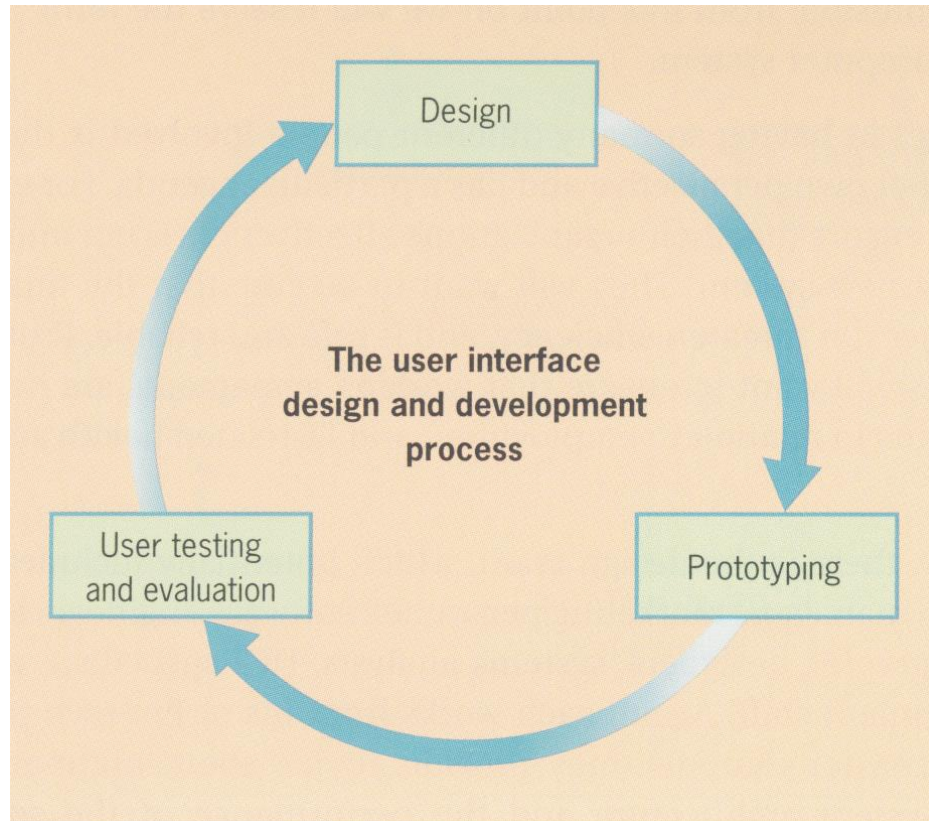 Design
The user interface
design and development
process
User testing
and evaluation
Prototyping